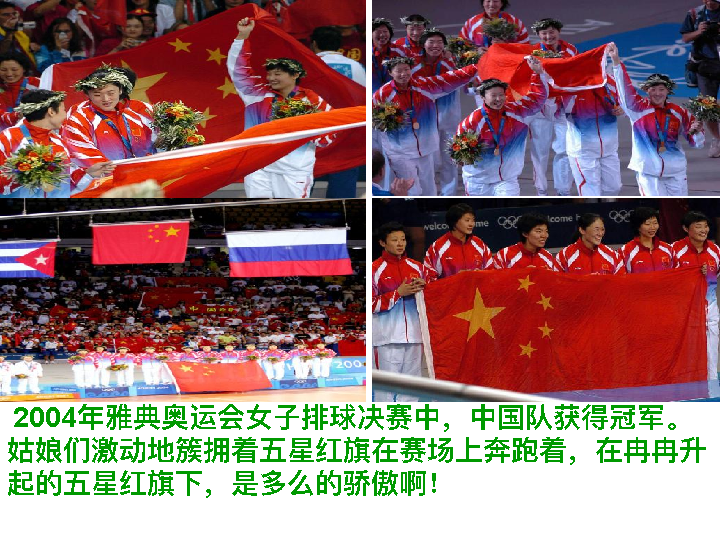 welcome Home
2004年雅典奥运会女子排球决赛中，中国队获得冠军。
姑娘们激动地簇拥着五星红旗在赛场上奔跑着，在冉冉升
起的五星红旗下，是多么的骄傲啊！